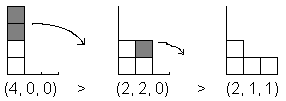 (4, 0, 0) > (2, 2, 0) > (2, 1, 1)